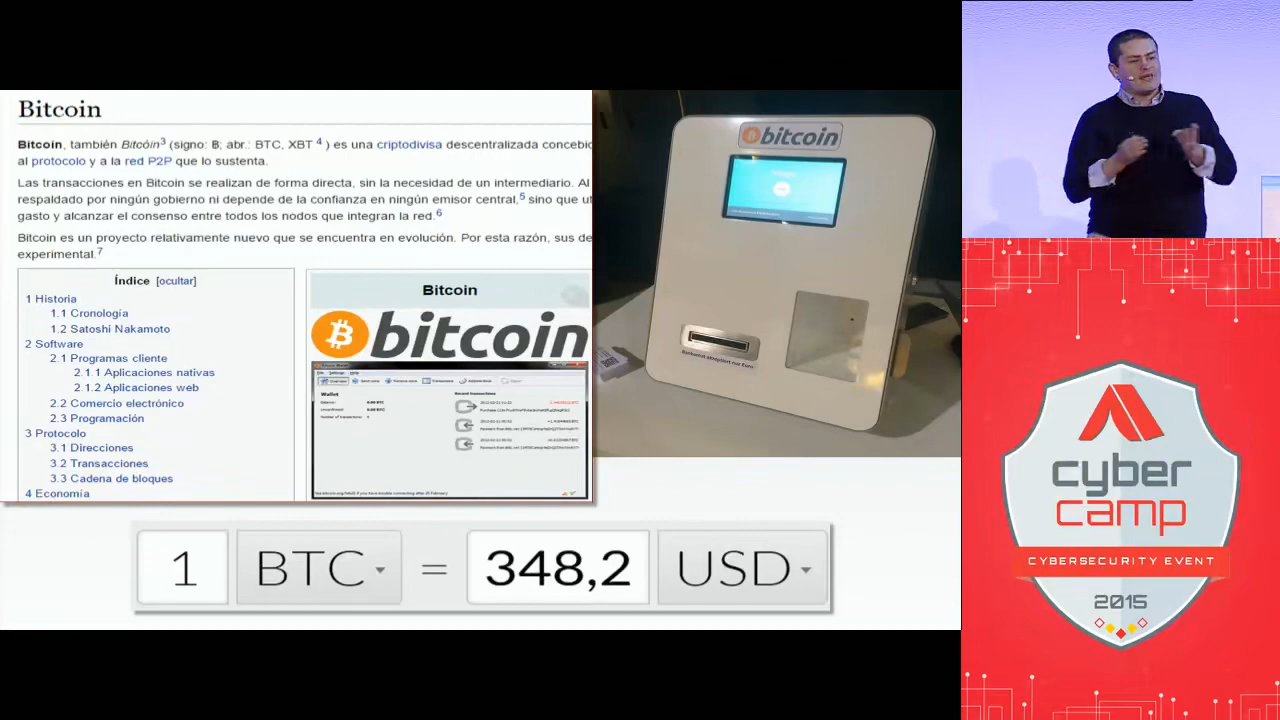 Bitcoin
Bitcoin, también Bitcóin3 (signo: ฿; abr.: BTC, XBT 4 ) es una criptodivisa descentralizada concebid
al protocolo y a la red P2P que lo sustenta.
Las transacciones en Bitcoin se realizan de forma directa, sin la necesidad de un intermediario. Al
respaldado por ningún gobierno ni depende de la confianza en ningún emisor central,5 sino que ut
gasto y alcanzar el consenso entre todos los nodos que integran la red.6
Bitcoin es un proyecto relativamente nuevo que se encuentra en evolución. Por esta razón, sus de
experimental.7
Índice [ocultar]
1 Historia
1.1 Cronología
1.2 Satoshi Nakamoto
2 Software
2.1 Programas cliente
2.1.1 Aplicaciones nativas
2.1.2 Aplicaciones web
2.2 Comercio electrónico
2.3 Programación
3 Protocolo
3.1 Direcciones
3.2 Transacciones
3.3 Cadena de bloques
4 Economía
Bitcoin
bitcoin
Wallet
bitcoin
1 BTC = 348,2 USD
cyber
camp
CYBERSECURITY EVENT
2015